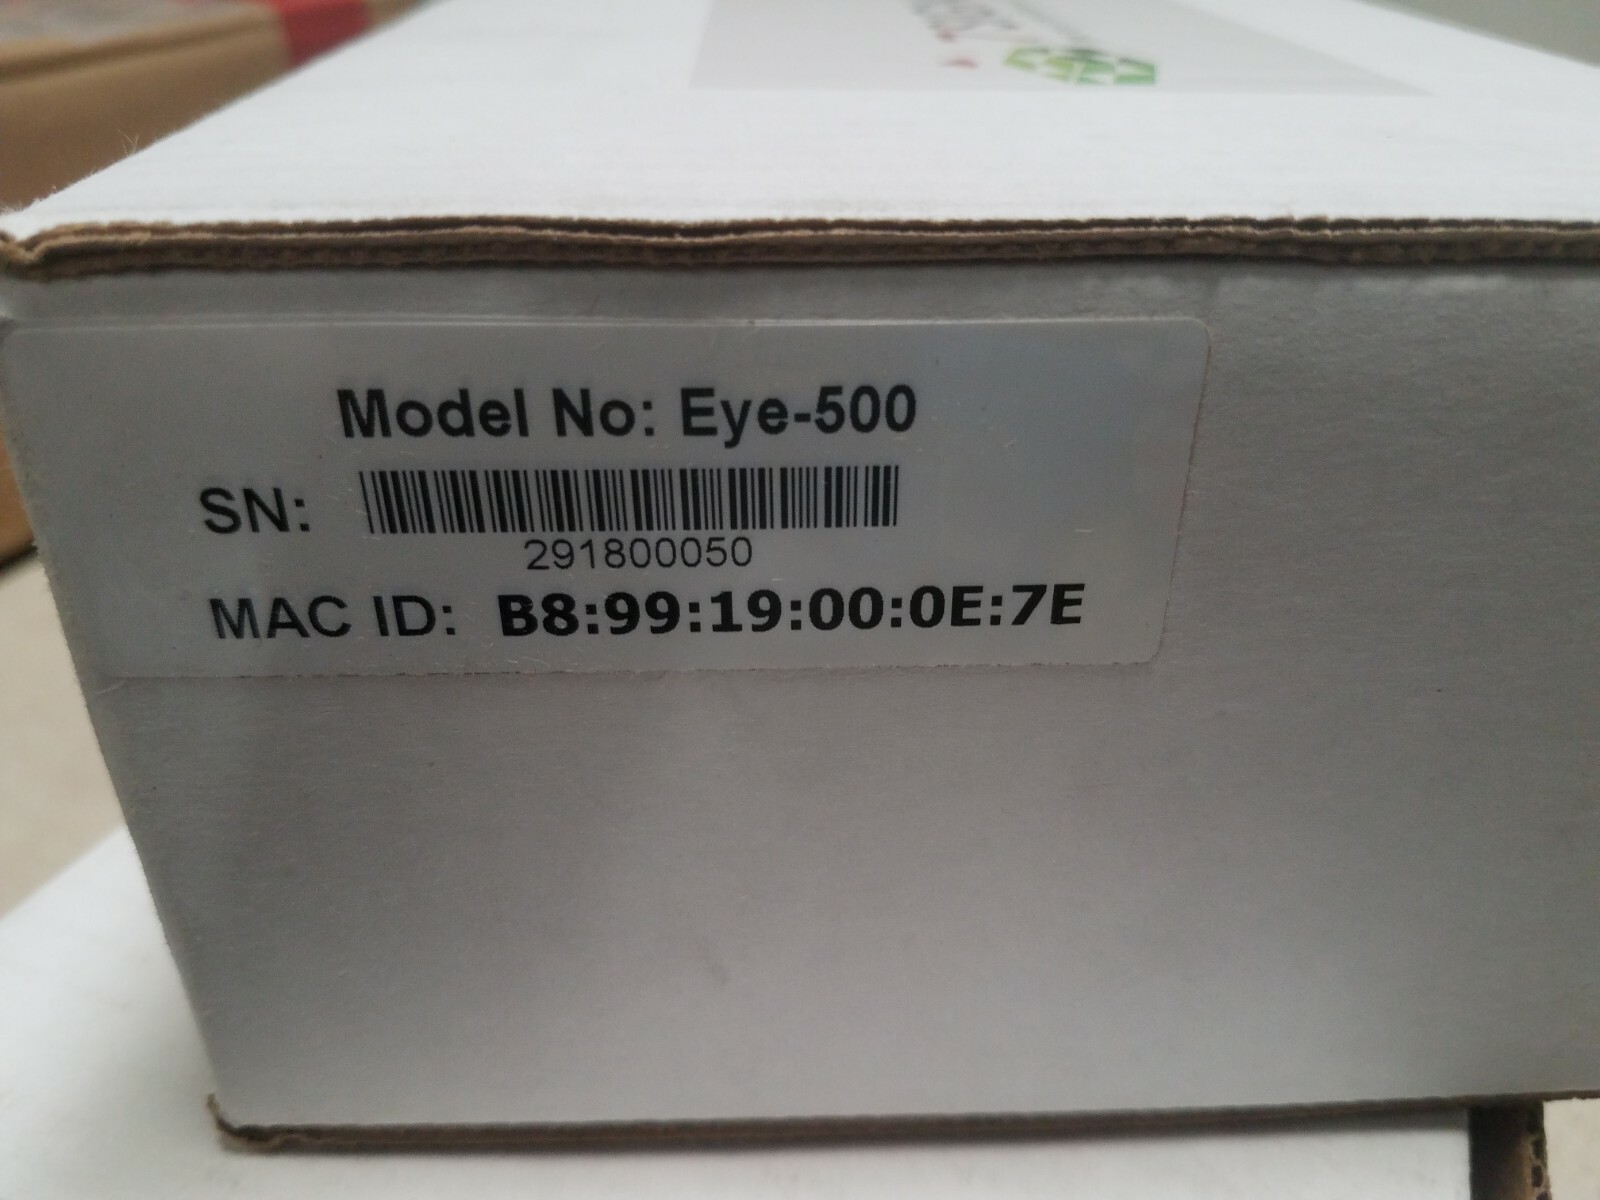 Model No: Eye-500
SN:
291800050
MAC ID: B8:99:19:00:0E:7E